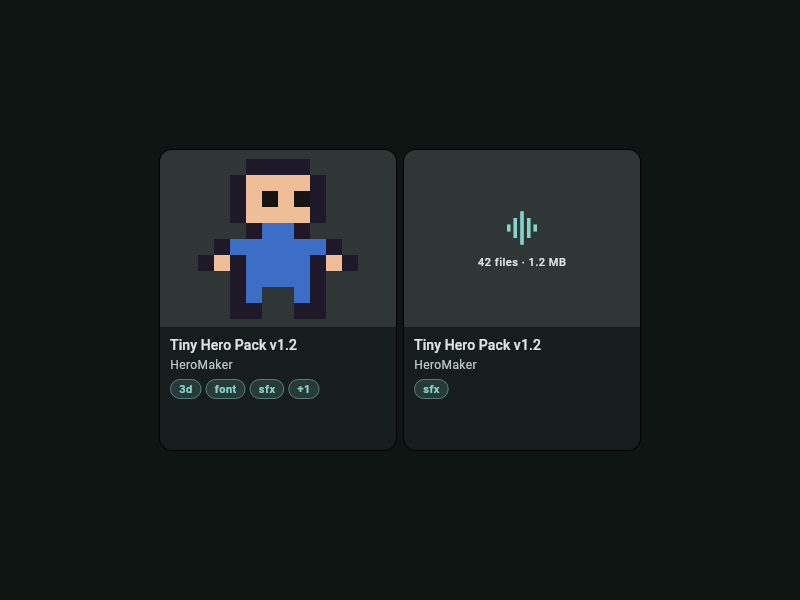 Tiny Hero Pack v1.2
HeroMaker
3d font sfx +1
42 files · 1.2 MB
Tiny Hero Pack v1.2
HeroMaker
sfx